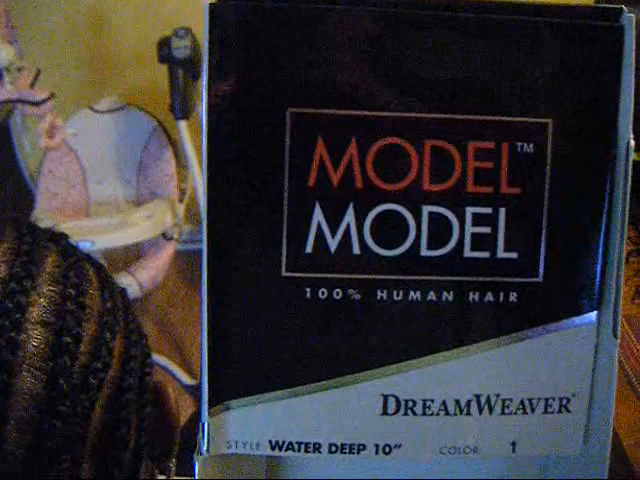 MODEL™
MODEL
100% HUMAN HAIR
DREAMWEAVER®
STYLE WATER DEEP 10" COLOR 1